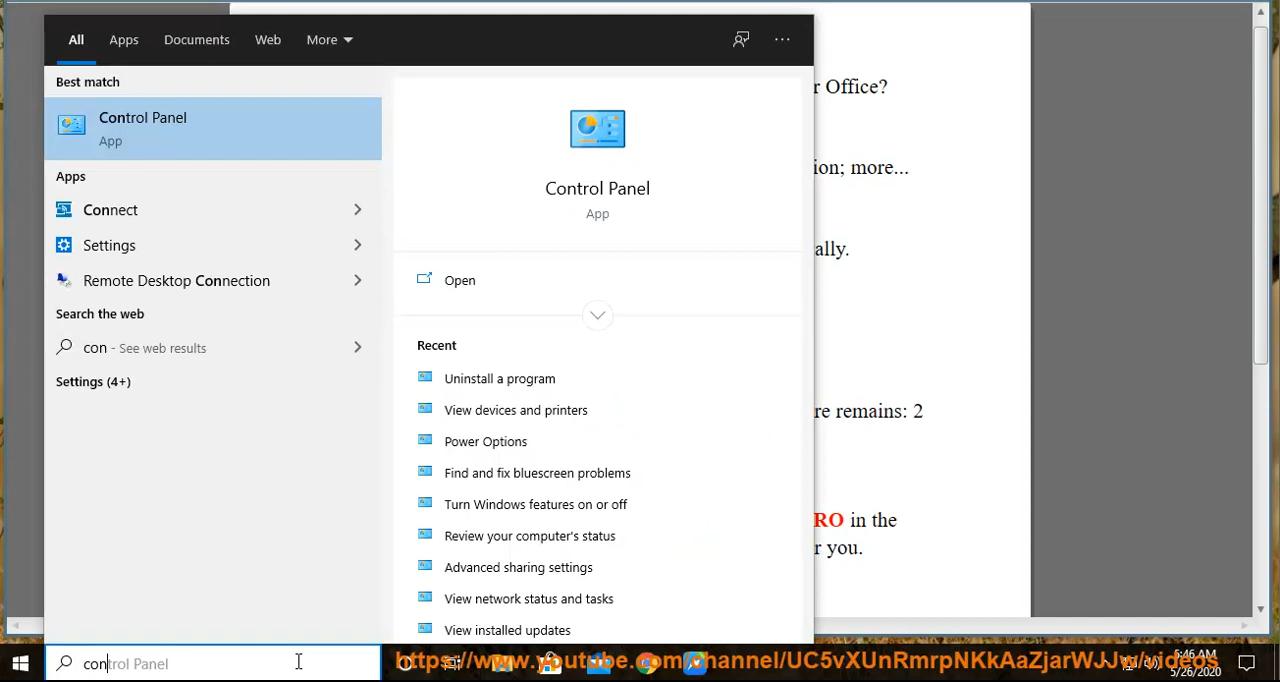 All Apps Documents Web More
Best match
Control Panel
App
Apps
Connect
Settings
Remote Desktop Connection
Search the web
con - See web results
Settings (4+)
Control Panel
App
Open
Recent
Uninstall a program
View devices and printers
Power Options
Find and fix bluescreen problems
Turn Windows features on or off
Review your computer's status
Advanced sharing settings
View network status and tasks
View installed updates
r Office?
ion; more...
ally.
re remains: 2
RO in the
r you.
control Panel
https://www.youtube.com/channel/UC5vXUnRmrpNKkAaZjarWJJw/videos
5:46 AM
5/26/2020